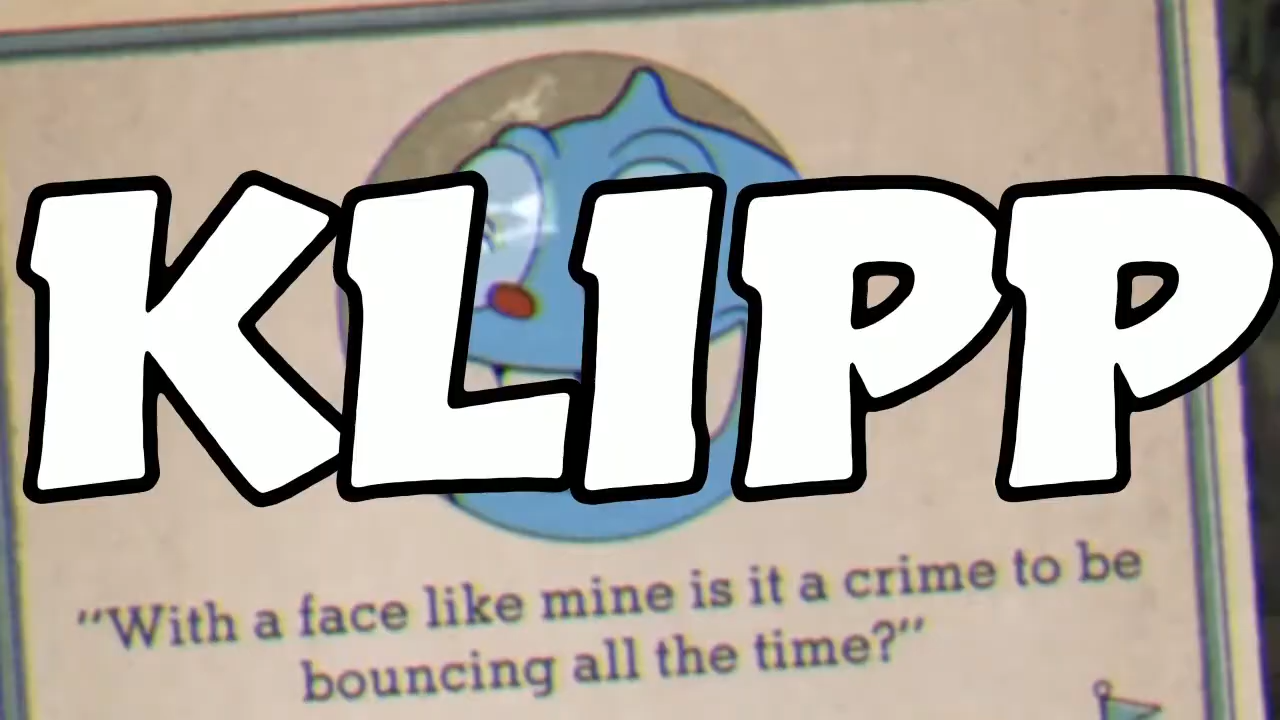 KLIPP
“With a face like mine is it a crime to be
bouncing all the time?”